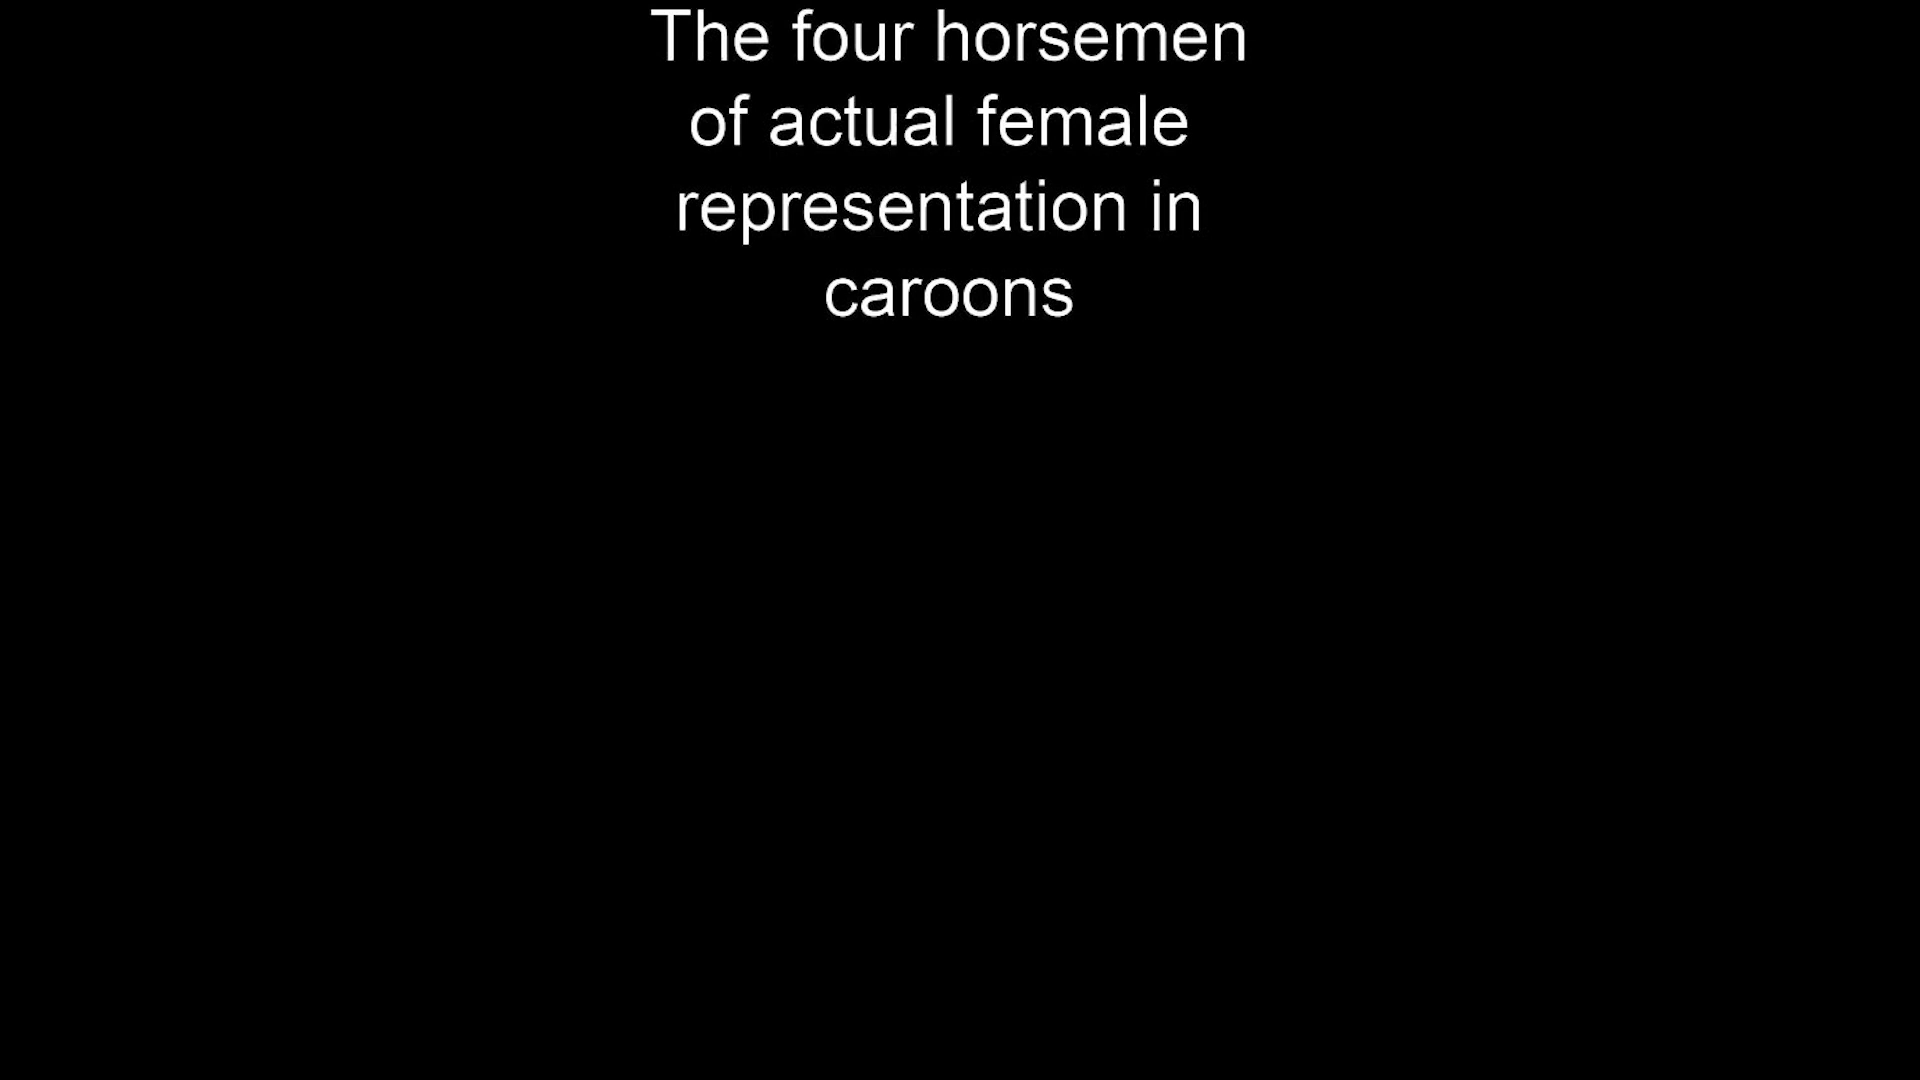 The four horsemen
of actual female
representation in
caroons